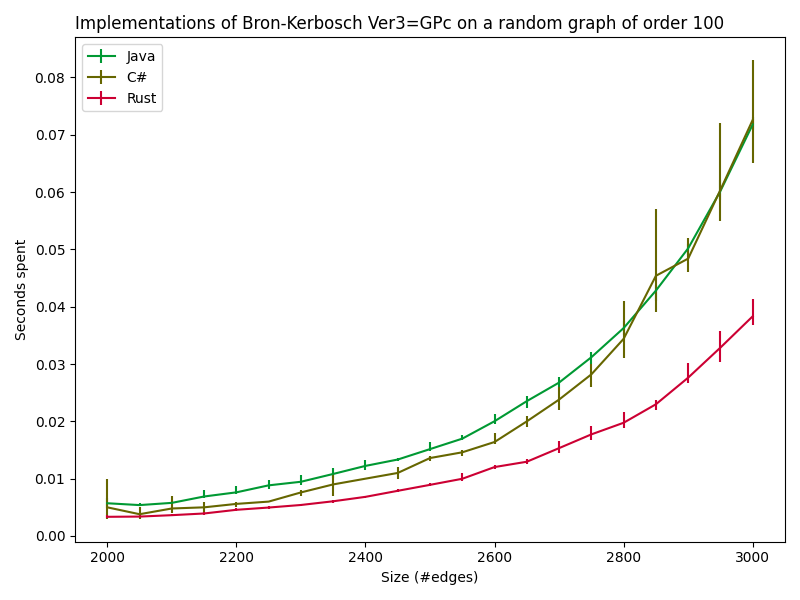 Implementations of Bron-Kerbosch Ver3=GPc on a random graph of order 100
Java
C#
Rust
0.08
0.07
0.06
0.05
0.04
0.03
0.02
0.01
0.00
Seconds spent
2000 2200 2400 2600 2800 3000
Size (#edges)